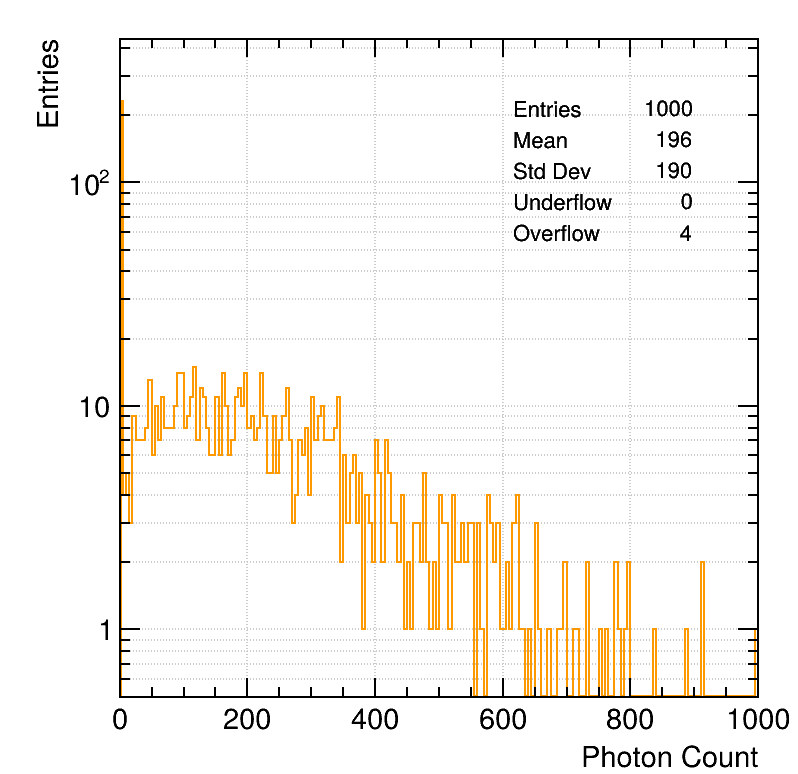 Entries
Entries 1000
Mean 196
Std Dev 190
Underflow 0
Overflow 4
10²
10
1
0 200 400 600 800 1000
Photon Count